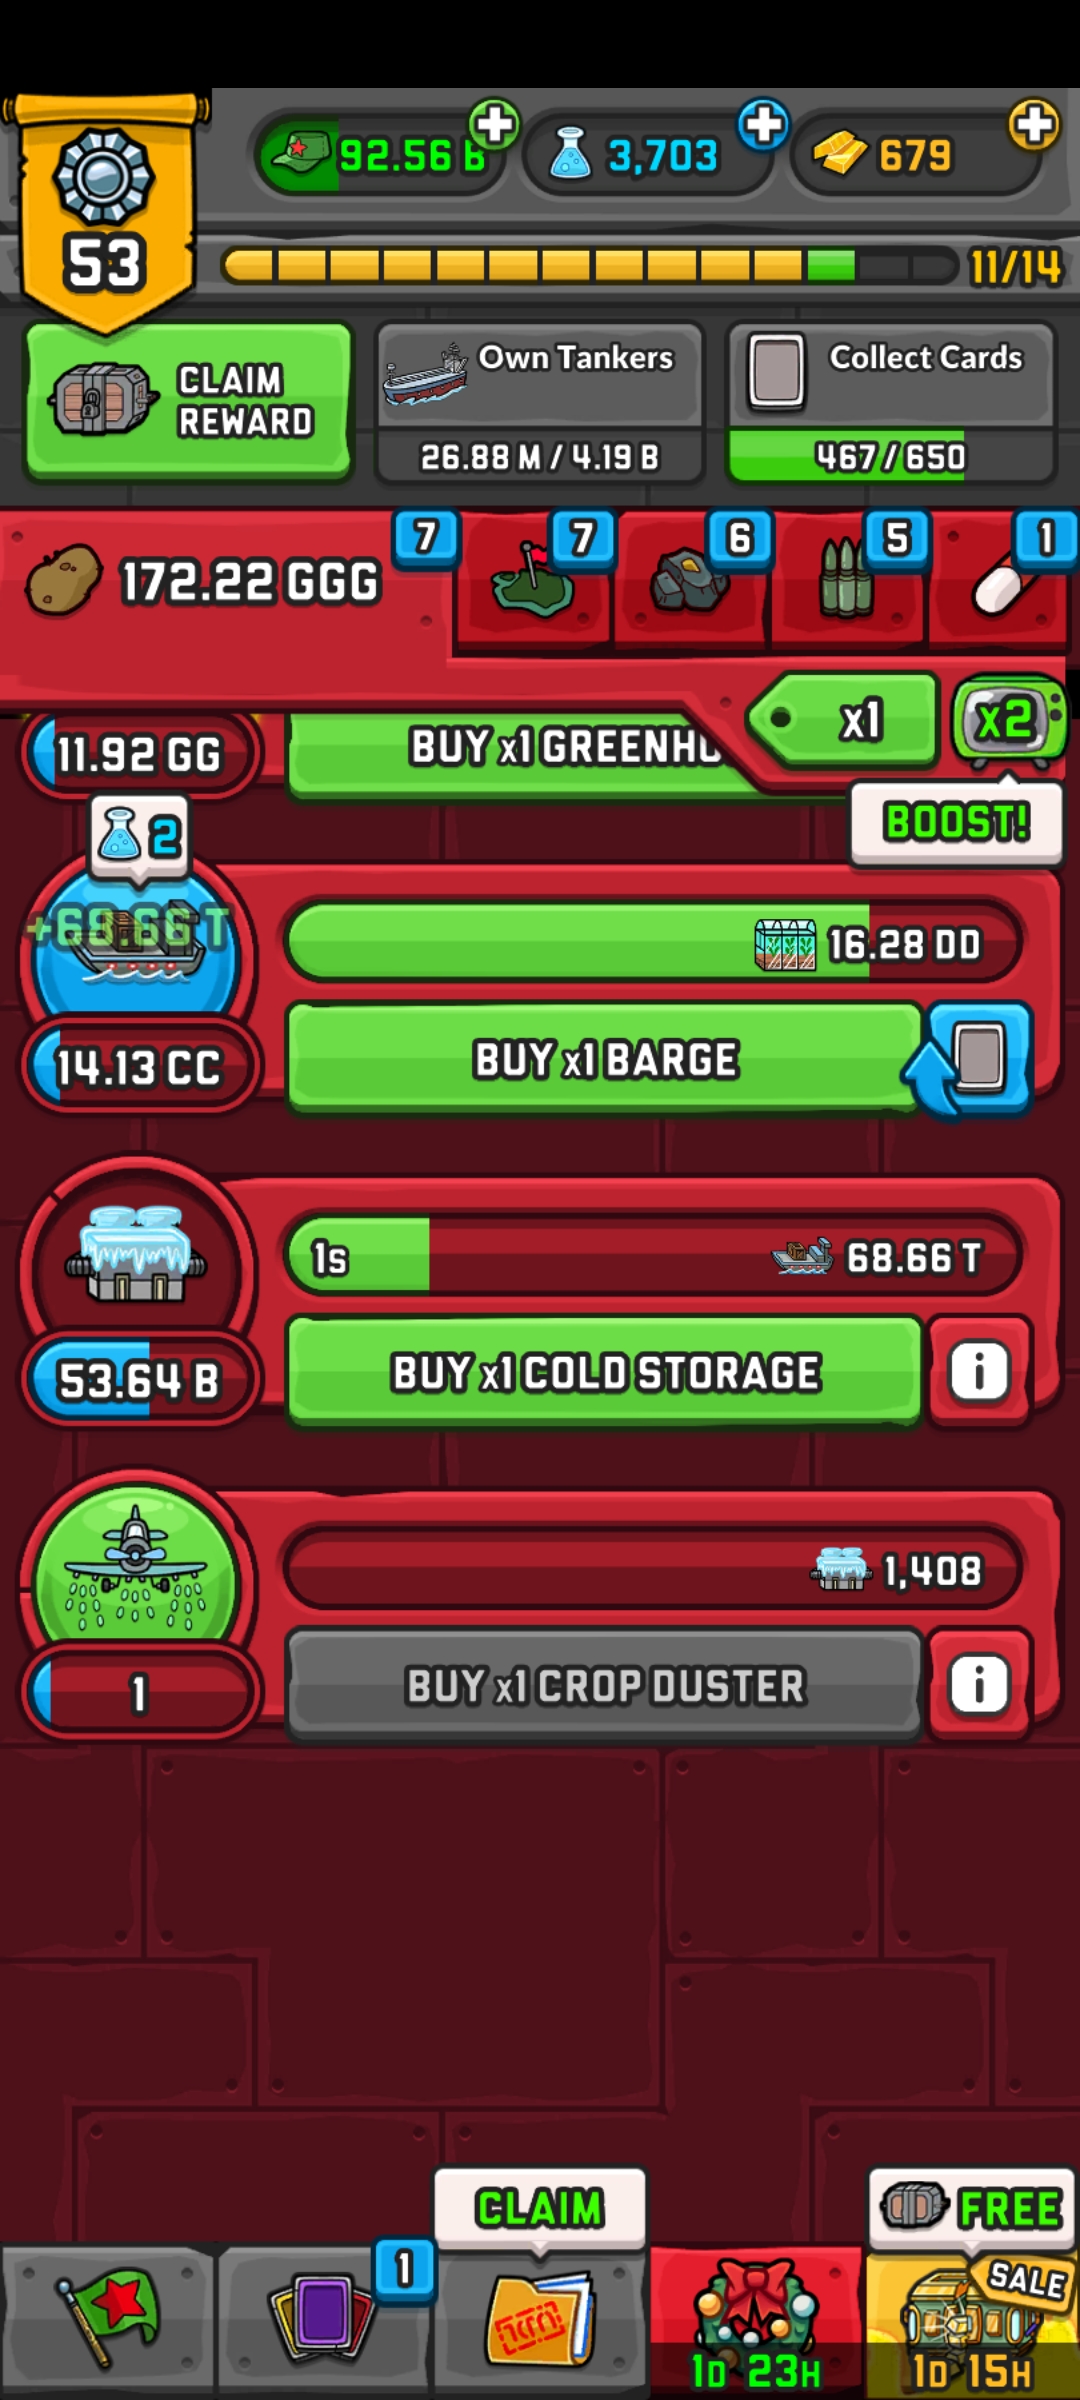 92.56 B
3,703
679
53
11/14
CLAIM
REWARD
Own Tankers
26.88 M / 4.19 B
Collect Cards
467 / 650
172.22 GGG
7
7
6
5
1
x1
x2
BOOST!
11.92 GG
BUY x1 GREENHO
2
+68.66 T
16.28 DD
14.13 CC
BUY x1 BARGE
1s
68.66 T
53.64 B
BUY x1 COLD STORAGE
i
1,408
1
BUY x1 CROP DUSTER
i
CLAIM
FREE
1
SALE
1D 23H
1D 15H